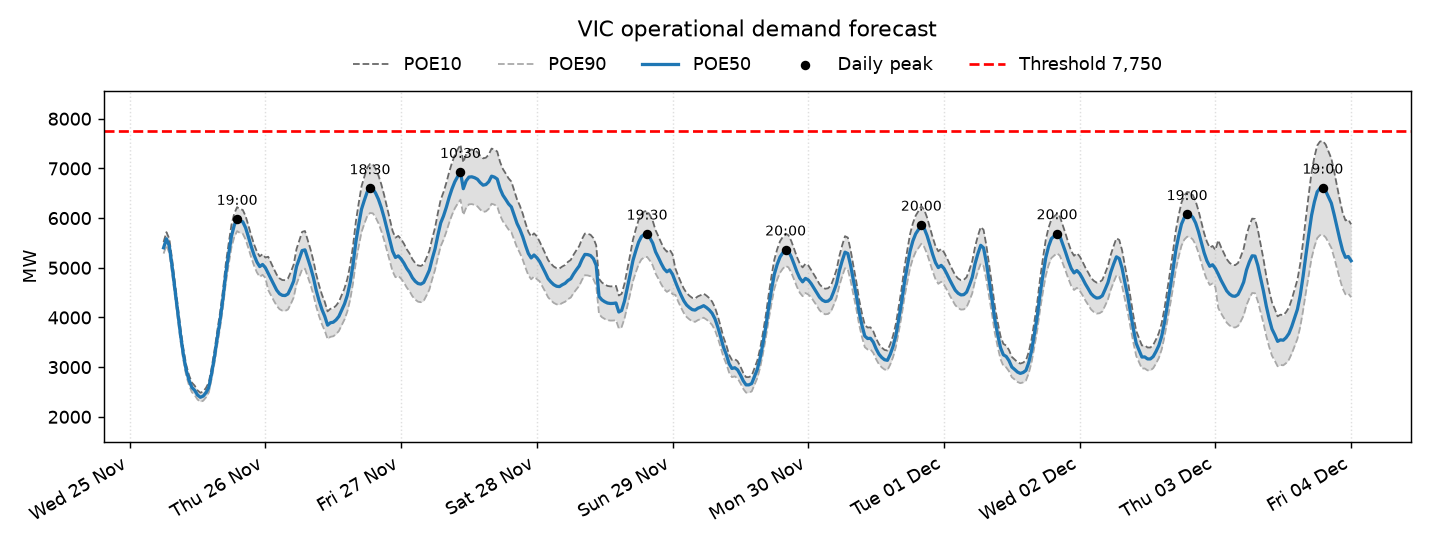 VIC operational demand forecast
POE10 POE90 POE50 Daily peak Threshold 7,750
MW
8000
7000
6000
5000
4000
3000
2000
19:00
18:30
10:30
19:30
20:00
20:00
20:00
19:00
19:00
Wed 25 Nov
Thu 26 Nov
Fri 27 Nov
Sat 28 Nov
Sun 29 Nov
Mon 30 Nov
Tue 01 Dec
Wed 02 Dec
Thu 03 Dec
Fri 04 Dec